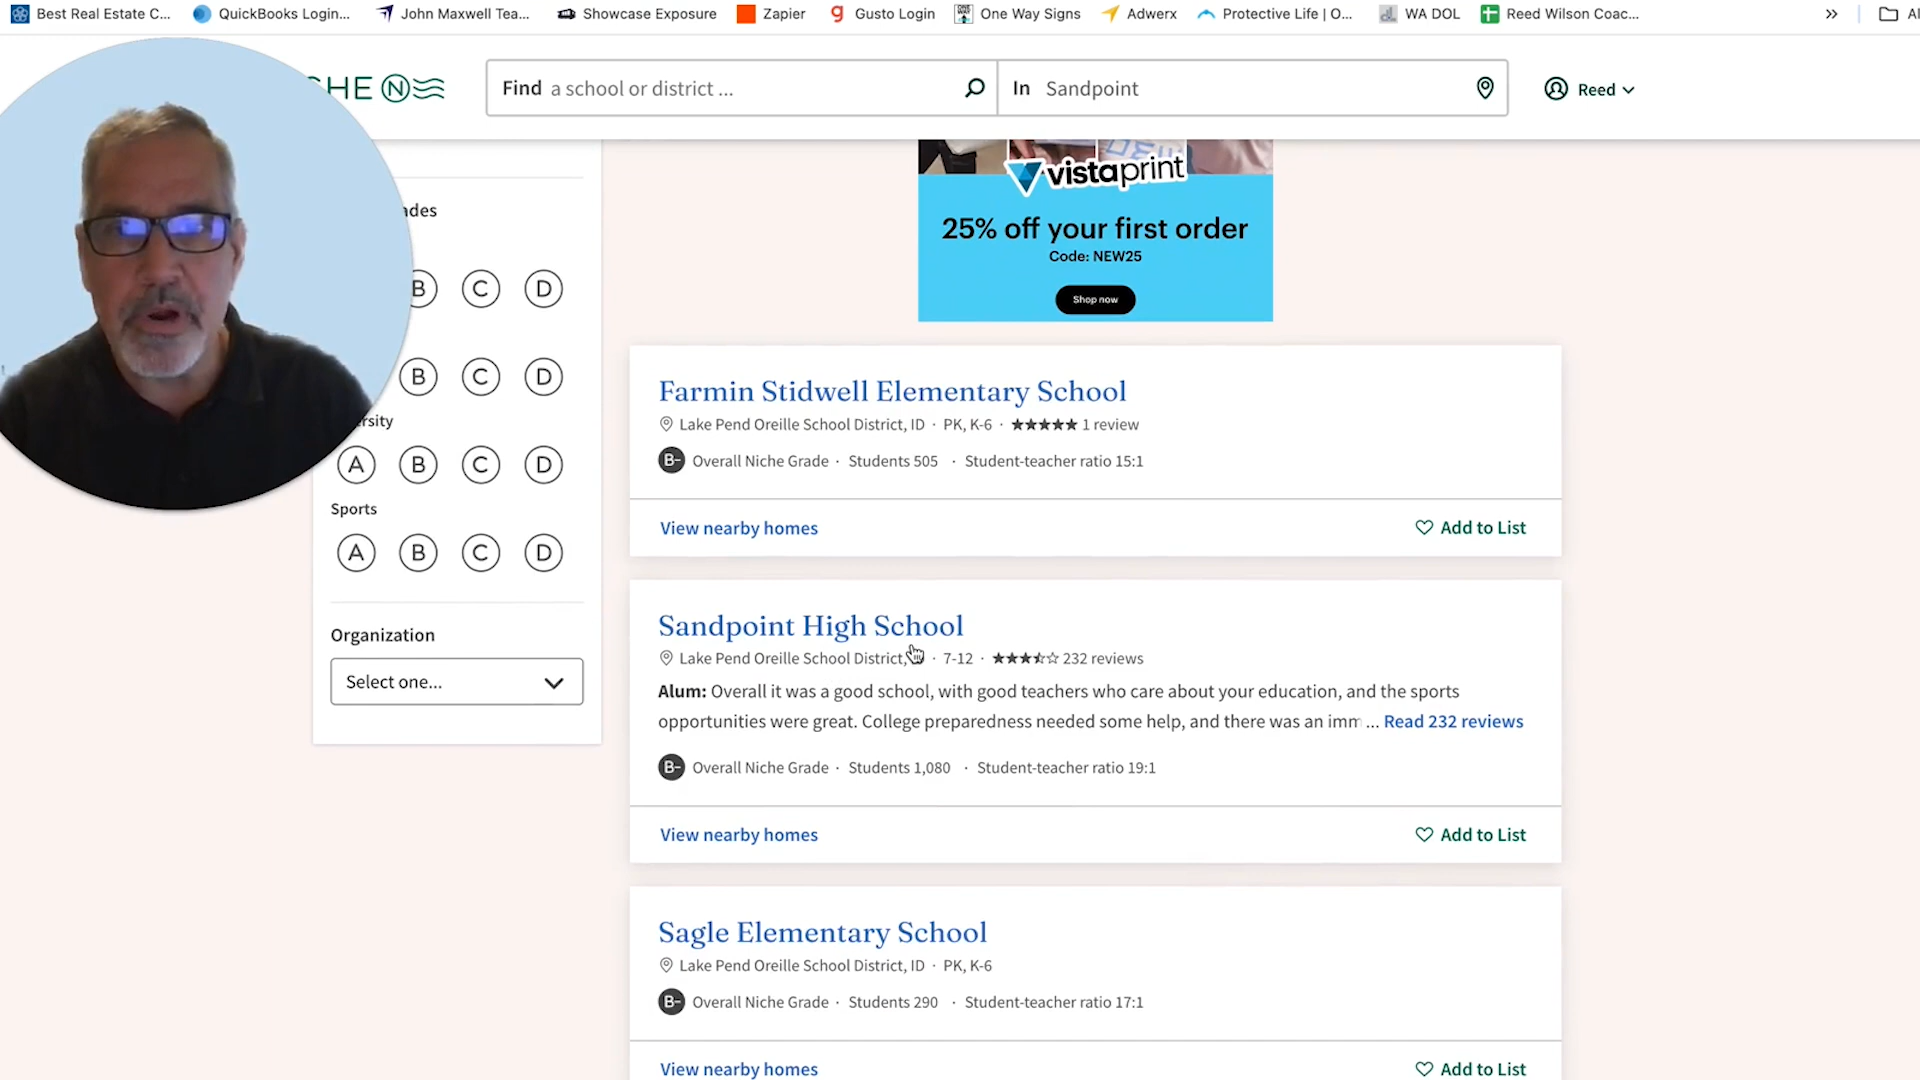 Best Real Estate C... QuickBooks Login... John Maxwell Tea... Showcase Exposure Zapier Gusto Login One Way Signs Adwerx Protective Life | O... WA DOL Reed Wilson Coac... »
HE N Find a school or district ... In Sandpoint Reed
vistaprint
25% off your first order
Code: NEW25
Shop now
ades
B C D
B C D
ersity
A B C D
Sports
A B C D
Organization
Select one...
Farmin Stidwell Elementary School
Lake Pend Oreille School District, ID · PK, K-6 · ★★★★★ 1 review
B- Overall Niche Grade · Students 505 · Student-teacher ratio 15:1
View nearby homes Add to List
Sandpoint High School
Lake Pend Oreille School District, · 7-12 · 232 reviews
Alum: Overall it was a good school, with good teachers who care about your education, and the sports
opportunities were great. College preparedness needed some help, and there was an imm ... Read 232 reviews
B- Overall Niche Grade · Students 1,080 · Student-teacher ratio 19:1
View nearby homes Add to List
Sagle Elementary School
Lake Pend Oreille School District, ID · PK, K-6
B- Overall Niche Grade · Students 290 · Student-teacher ratio 17:1
View nearby homes Add to List